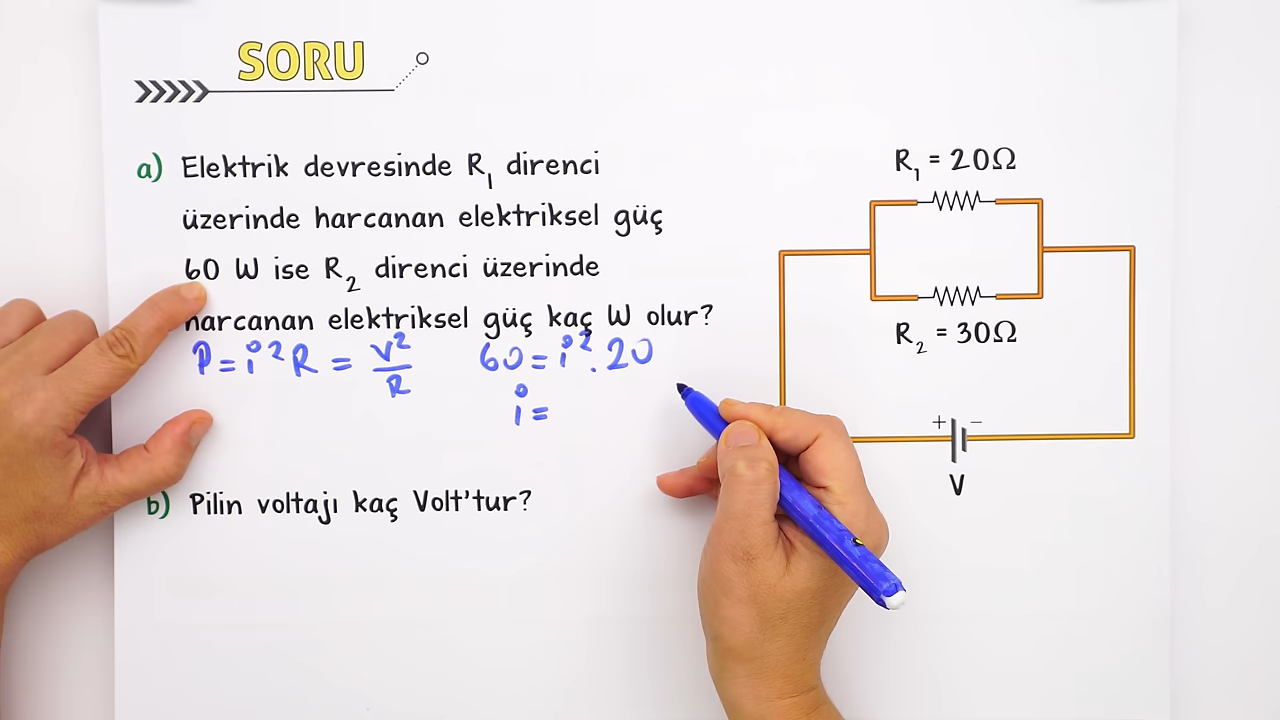 SORU
a) Elektrik devresinde R₁ direnci
üzerinde harcanan elektriksel güç
60 W ise R₂ direnci üzerinde
harcanan elektriksel güç kaç W olur?
P = i² R = V²/R
60 = i² . 20
i =
b) Pilin voltajı kaç Volt'tur?
R₁ = 20Ω
R₂ = 30Ω
+ −
V